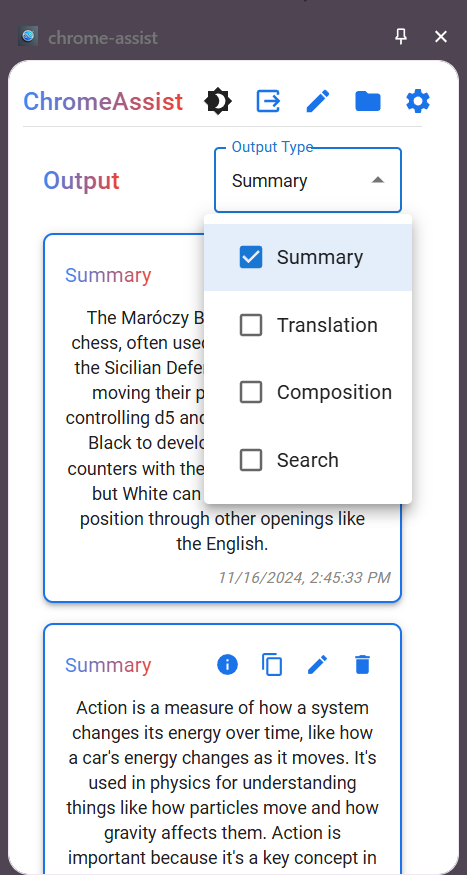 chrome-assist
ChromeAssist
Output
Output Type
Summary
Summary
Translation
Composition
Search
Summary
The Maróczy B
chess, often used
the Sicilian Defe
moving their p
controlling d5 and
Black to develo
counters with the
but White can
position through other openings like
the English.
11/16/2024, 2:45:33 PM
Summary
Action is a measure of how a system
changes its energy over time, like how
a car's energy changes as it moves. It's
used in physics for understanding
things like how particles move and how
gravity affects them. Action is
important because it's a key concept in